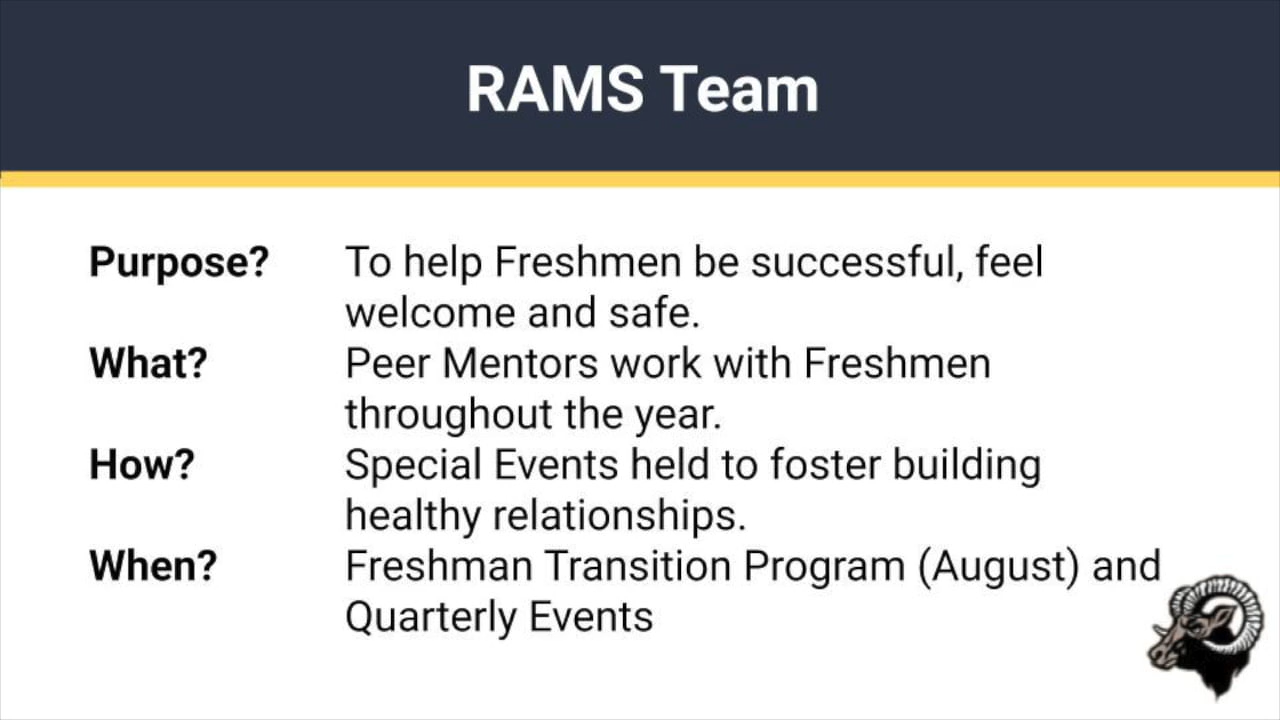 RAMS Team
Purpose? To help Freshmen be successful, feel
welcome and safe.
What? Peer Mentors work with Freshmen
throughout the year.
How? Special Events held to foster building
healthy relationships.
When? Freshman Transition Program (August) and
Quarterly Events